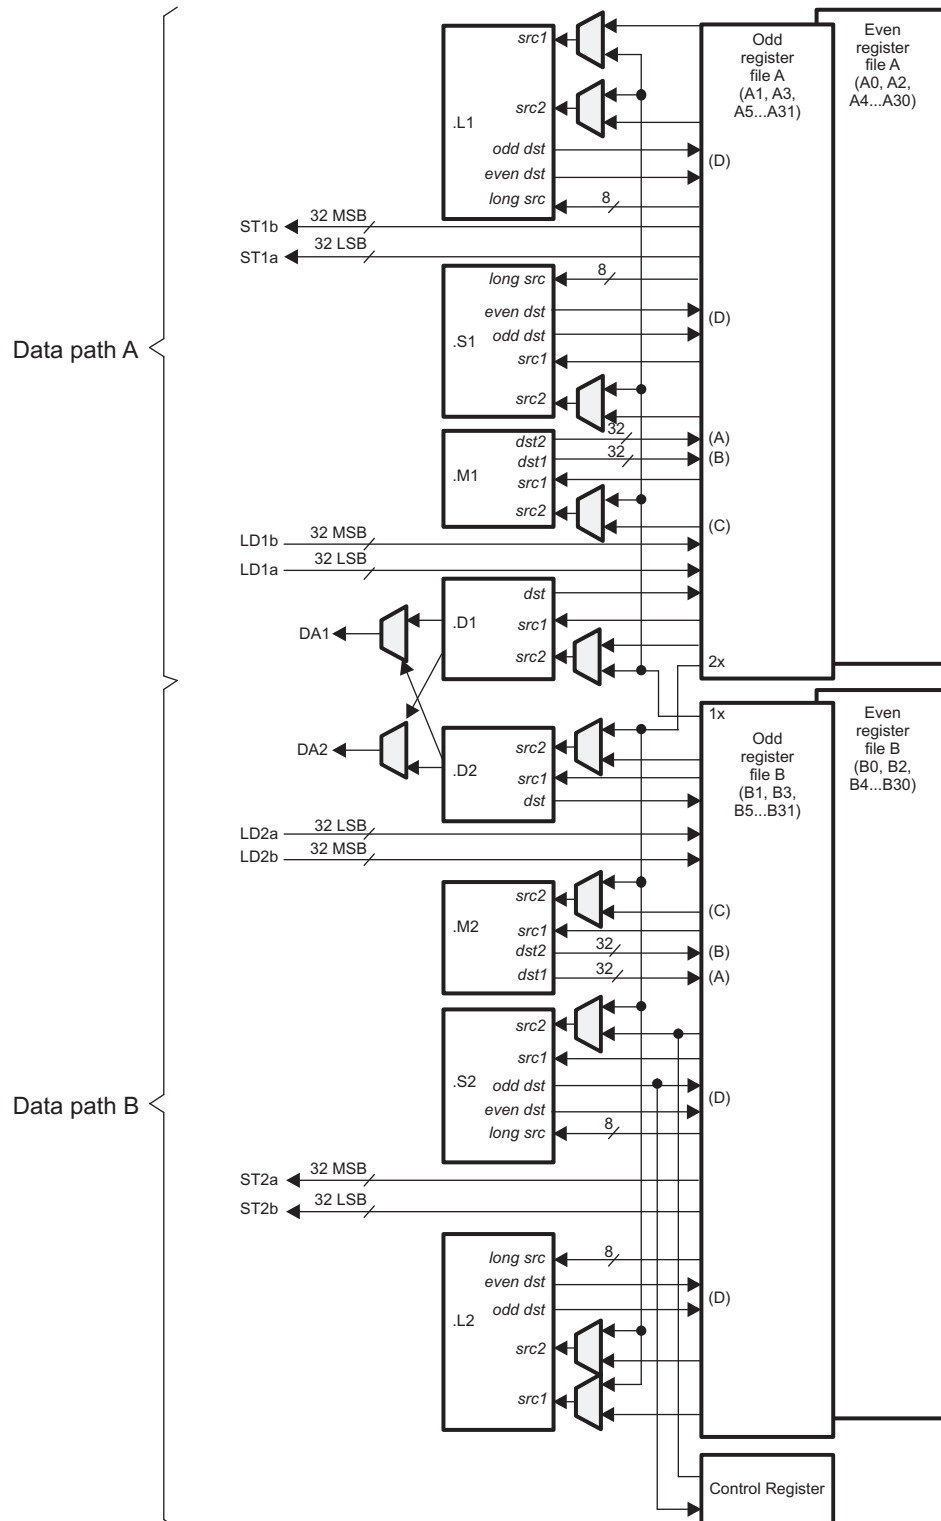 Even
register
file A
(A0, A2,
A4...A30)
Odd
register
file A
(A1, A3,
A5...A31)
.L1
src1
src2
odd dst
even dst
long src
8
(D)
ST1b
32 MSB
ST1a
32 LSB
Data path A
.S1
long src
8
even dst
odd dst
(D)
src1
src2
.M1
dst2
32
(A)
dst1
32
(B)
src1
src2
(C)
LD1b
32 MSB
LD1a
32 LSB
.D1
dst
src1
src2
DA1
2x
1x
DA2
.D2
src2
src1
dst
Odd
register
file B
(B1, B3,
B5...B31)
Even
register
file B
(B0, B2,
B4...B30)
LD2a
32 LSB
LD2b
32 MSB
.M2
src2
(C)
src1
dst2
32
(B)
dst1
32
(A)
.S2
src2
src1
odd dst
even dst
(D)
long src
8
Data path B
ST2a
32 MSB
ST2b
32 LSB
.L2
long src
8
even dst
odd dst
(D)
src2
src1
Control Register